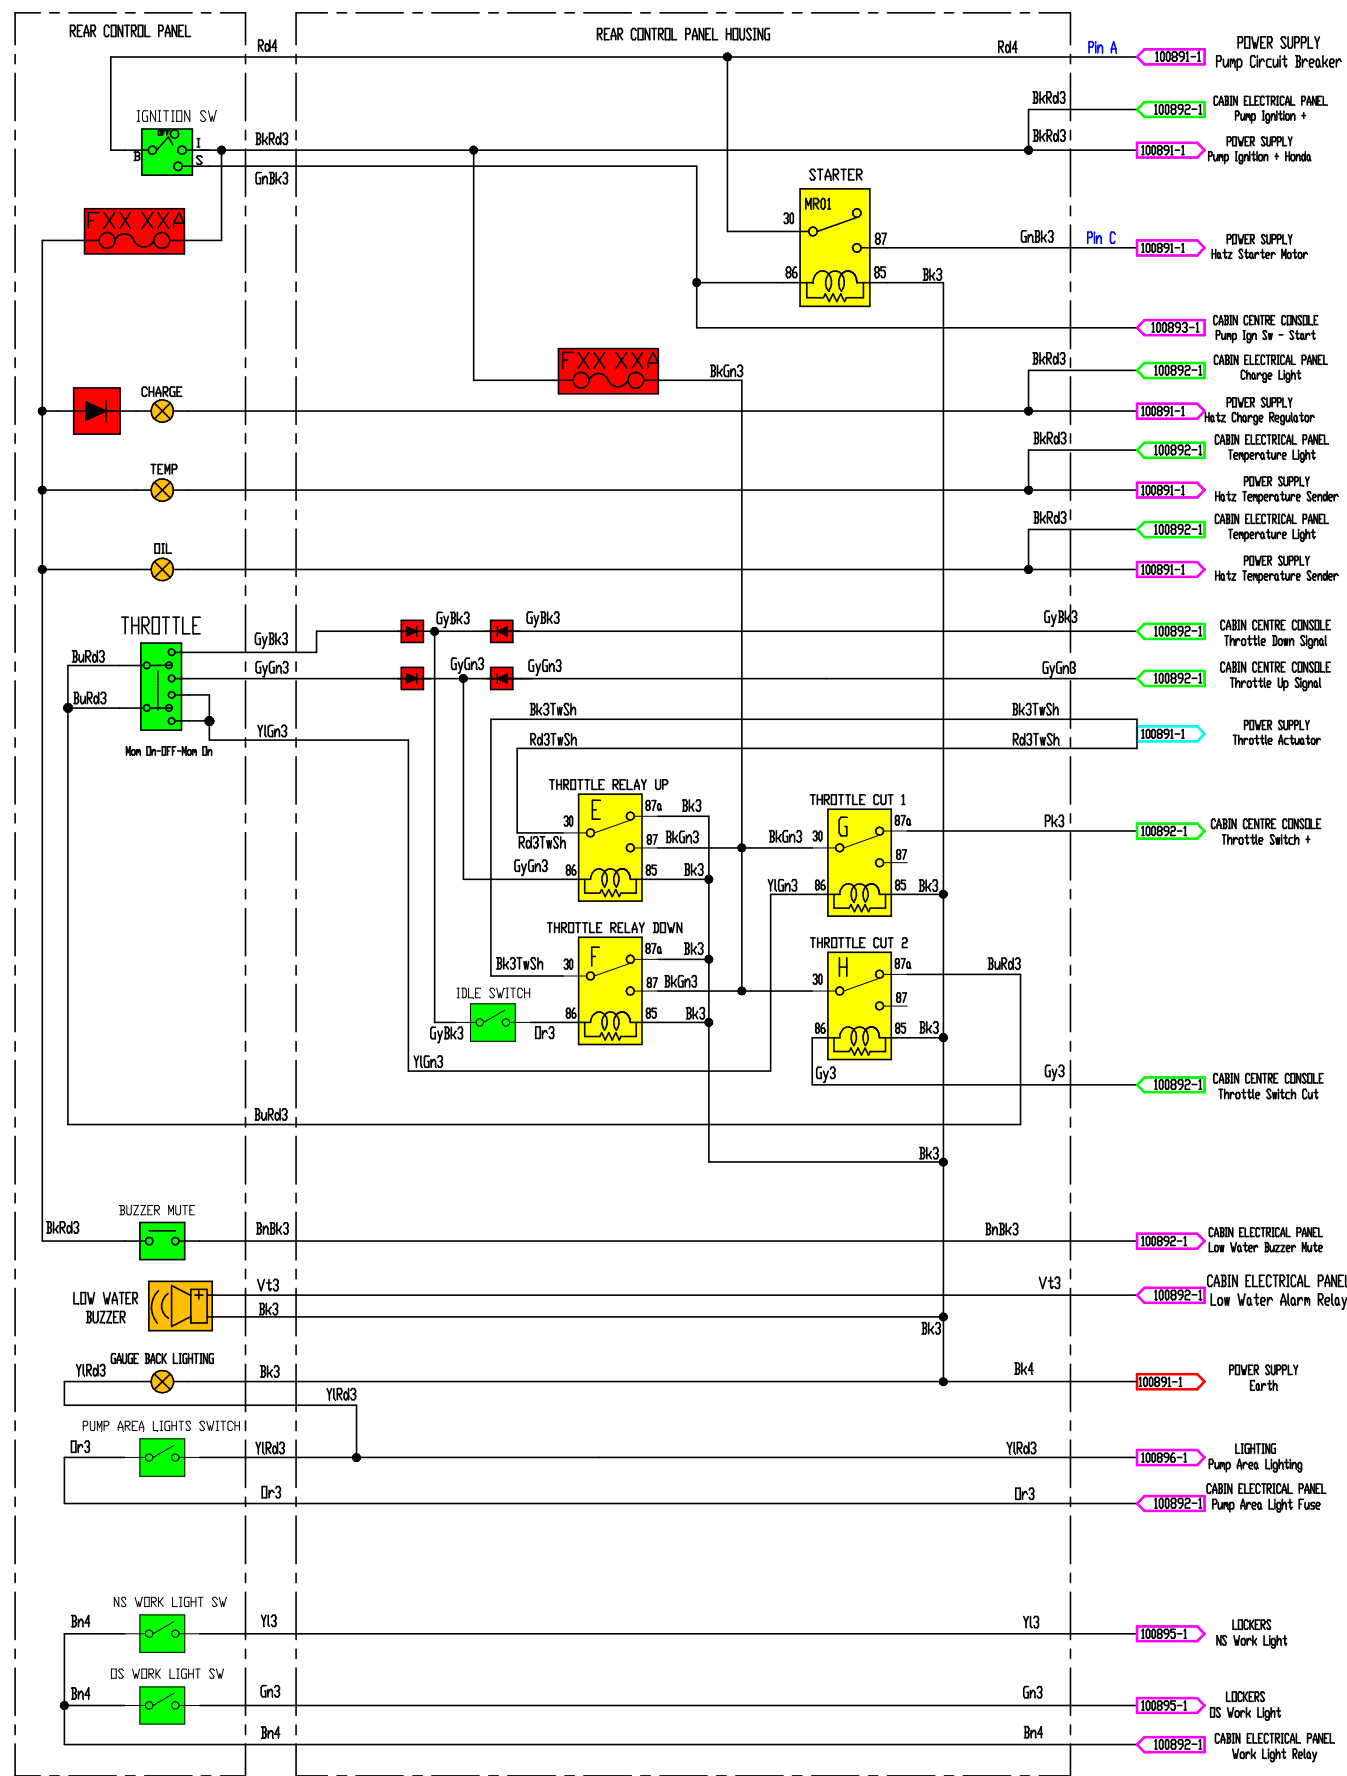 REAR CONTROL PANEL
REAR CONTROL PANEL HOUSING
Rd4
Rd4
Pin A
100891-1
POWER SUPPLY
Pump Circuit Breaker
IGNITION SW
OFF
B
I
S
BkRd3
GnBk3
BkRd3
100892-1
CABIN ELECTRICAL PANEL
Pump Ignition +
BkRd3
100891-1
POWER SUPPLY
Pump Ignition + Honda
STARTER
MR01
30
87
86
85
Bk3
GnBk3
Pin C
100891-1
POWER SUPPLY
Hatz Starter Motor
FXX XXA
100893-1
CABIN CENTRE CONSOLE
Pump Ign Sw - Start
FXX XXA
BkGn3
BkRd3
100892-1
CABIN ELECTRICAL PANEL
Charge Light
CHARGE
100891-1
POWER SUPPLY
Hatz Charge Regulator
BkRd3
100892-1
CABIN ELECTRICAL PANEL
Temperature Light
TEMP
100891-1
POWER SUPPLY
Hatz Temperature Sender
BkRd3
100892-1
CABIN ELECTRICAL PANEL
Temperature Light
OIL
100891-1
POWER SUPPLY
Hatz Temperature Sender
THROTTLE
GyBk3
GyBk3
GyBk3
GyBk3
100892-1
CABIN CENTRE CONSOLE
Throttle Down Signal
BuRd3
GyGn3
GyGn3
GyGn3
GyGn3
100892-1
CABIN CENTRE CONSOLE
Throttle Up Signal
BuRd3
YlGn3
Mom On-OFF-Mom On
Bk3TwSh
Bk3TwSh
Rd3TwSh
Rd3TwSh
100891-1
POWER SUPPLY
Throttle Actuator
THROTTLE RELAY UP
E
30
87a
Bk3
87
BkGn3
Rd3TwSh
GyGn3
86
85
Bk3
THROTTLE CUT 1
G
BkGn3
30
87a
87
YlGn3
86
85
Bk3
Pk3
100892-1
CABIN CENTRE CONSOLE
Throttle Switch +
THROTTLE RELAY DOWN
F
Bk3TwSh
30
87a
Bk3
87
BkGn3
86
85
Bk3
IDLE SWITCH
GyBk3
Or3
THROTTLE CUT 2
H
30
87a
87
86
85
Bk3
BuRd3
YlGn3
Gy3
Gy3
100892-1
CABIN CENTRE CONSOLE
Throttle Switch Cut
BuRd3
Bk3
BUZZER MUTE
BkRd3
BnBk3
BnBk3
100892-1
CABIN ELECTRICAL PANEL
Low Water Buzzer Mute
LOW WATER
BUZZER
+
Vt3
Bk3
Vt3
Bk3
100892-1
CABIN ELECTRICAL PANEL
Low Water Alarm Relay
GAUGE BACK LIGHTING
YlRd3
Bk3
Bk4
100891-1
POWER SUPPLY
Earth
YlRd3
PUMP AREA LIGHTS SWITCH
Or3
YlRd3
YlRd3
100896-1
LIGHTING
Pump Area Lighting
Or3
Or3
100892-1
CABIN ELECTRICAL PANEL
Pump Area Light Fuse
NS WORK LIGHT SW
Bn4
Yl3
Yl3
100895-1
LOCKERS
NS Work Light
OS WORK LIGHT SW
Bn4
Gn3
Gn3
100895-1
LOCKERS
OS Work Light
Bn4
Bn4
100892-1
CABIN ELECTRICAL PANEL
Work Light Relay